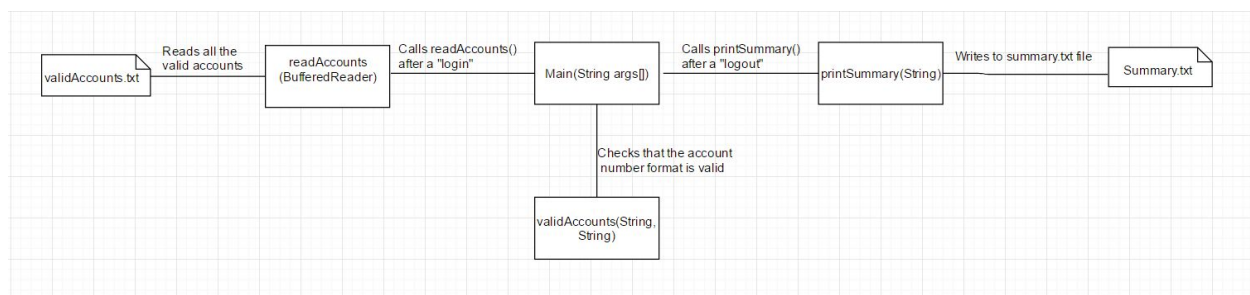 validAccounts.txt
Reads all the
valid accounts
readAccounts
(BufferedReader)
Calls readAccounts()
after a "login"
Main(String args[])
Calls printSummary()
after a "logout"
printSummary(String)
Writes to summary.txt file
Summary.txt
Checks that the account
number format is valid
validAccounts(String,
String)